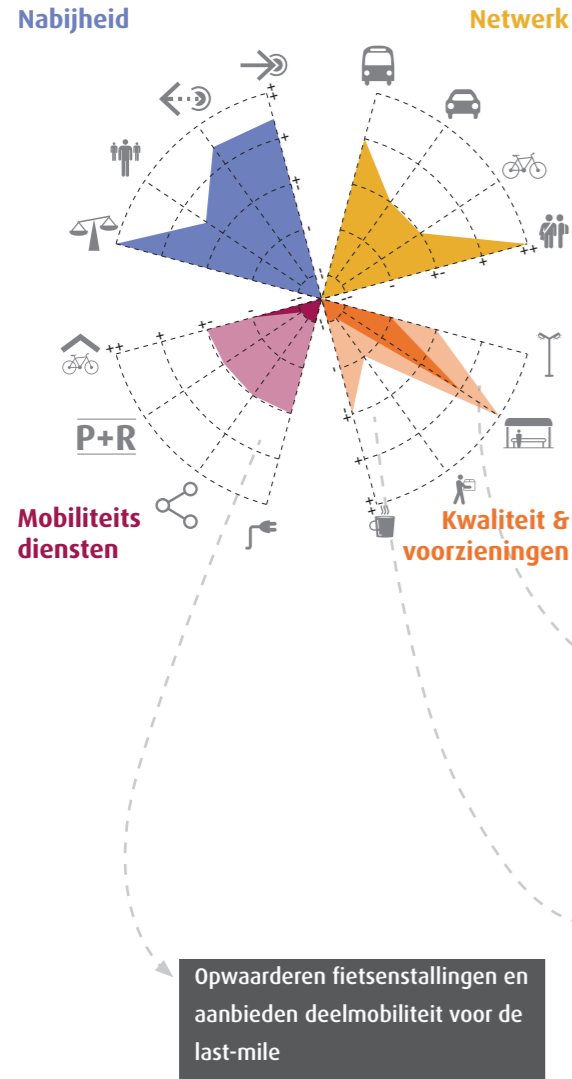 Nabijheid
Netwerk
P+R
Mobiliteits
diensten
Kwaliteit &
voorzieningen
Opwaarderen fietsenstallingen en
aanbieden deelmobiliteit voor de
last-mile